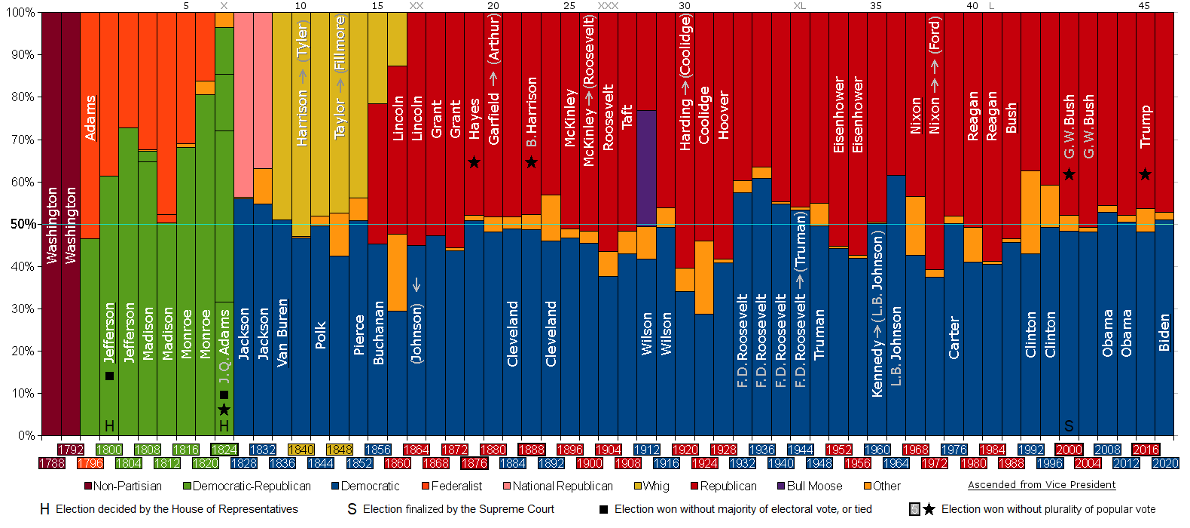 5 X 10 XX 15 20 25 XXX 30 XL 35 40 L 45
100%
90%
80%
70%
60%
50%
40%
30%
20%
10%
0%
Washington
Washington
Adams
Jefferson
Jefferson
Madison
Madison
Monroe
Monroe
J.Q. Adams
Jackson
Jackson
Van Buren
Harrison → (Tyler)
Polk
Taylor → (Fillmore)
Pierce
Buchanan
Lincoln
Lincoln
→ (Johnson)
Grant
Grant
Hayes
Garfield → (Arthur)
Cleveland
B.Harrison
Cleveland
McKinley
McKinley → (Roosevelt)
Roosevelt
Taft
Wilson
Wilson
Harding → (Coolidge)
Coolidge
Hoover
F.D. Roosevelt
F.D. Roosevelt
F.D. Roosevelt
F.D. Roosevelt → (Truman)
Truman
Eisenhower
Eisenhower
Kennedy → (L.B. Johnson)
L.B. Johnson
Nixon
Nixon → → (Ford)
Carter
Reagan
Reagan
Bush
Clinton
Clinton
G.W. Bush
G.W. Bush
Obama
Obama
Trump
Biden
H H S
1792 1800 1808 1816 1824 1832 1840 1848 1856 1864 1872 1880 1888 1896 1904 1912 1920 1928 1936 1944 1952 1960 1968 1976 1984 1992 2000 2008 2016
1788 1796 1804 1812 1820 1828 1836 1844 1852 1860 1868 1876 1884 1892 1900 1908 1916 1924 1932 1940 1948 1956 1964 1972 1980 1988 1996 2004 2012 2020
Non-Partisian Democratic-Republican Democratic Federalist National Republican Whig Republican Bull Moose Other Ascended from Vice President
H Election decided by the House of Representatives S Election finalized by the Supreme Court Election won without majority of electoral vote, or tied Election won without plurality of popular vote